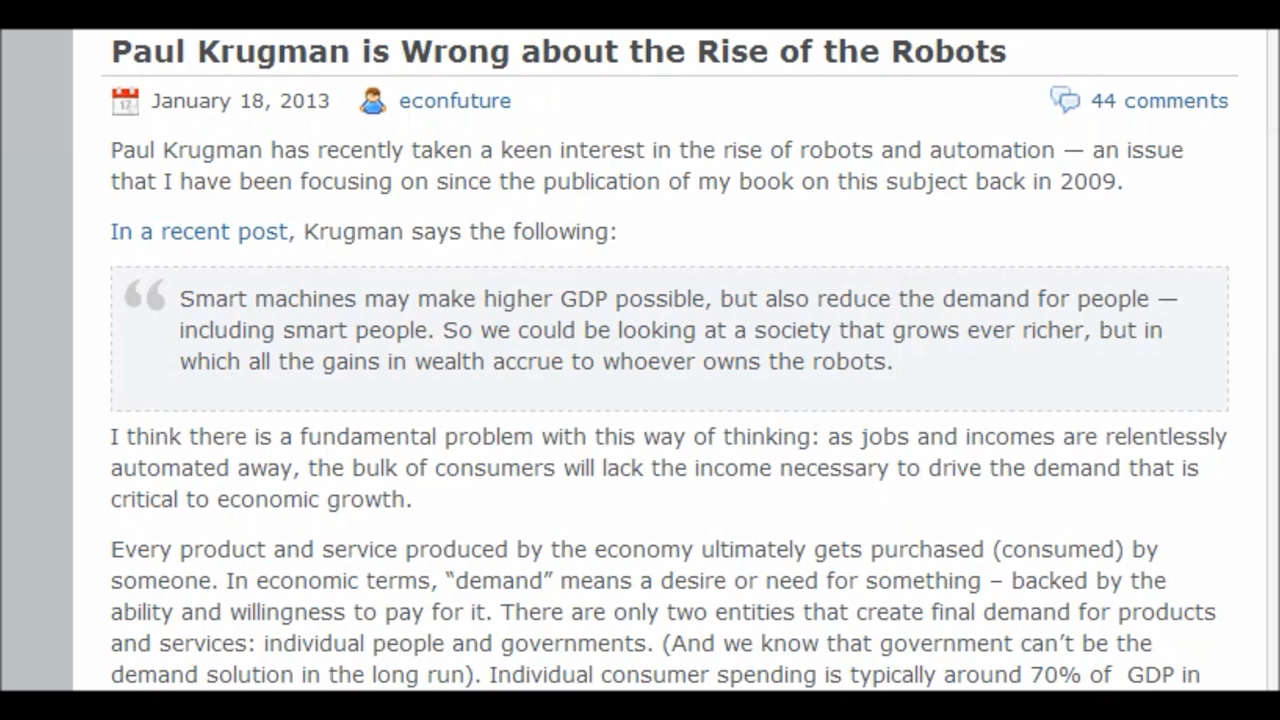 Paul Krugman is Wrong about the Rise of the Robots
January 18, 2013 econfuture 44 comments
Paul Krugman has recently taken a keen interest in the rise of robots and automation — an issue
that I have been focusing on since the publication of my book on this subject back in 2009.
In a recent post, Krugman says the following:
Smart machines may make higher GDP possible, but also reduce the demand for people —
including smart people. So we could be looking at a society that grows ever richer, but in
which all the gains in wealth accrue to whoever owns the robots.
I think there is a fundamental problem with this way of thinking: as jobs and incomes are relentlessly
automated away, the bulk of consumers will lack the income necessary to drive the demand that is
critical to economic growth.
Every product and service produced by the economy ultimately gets purchased (consumed) by
someone. In economic terms, “demand” means a desire or need for something – backed by the
ability and willingness to pay for it. There are only two entities that create final demand for products
and services: individual people and governments. (And we know that government can’t be the
demand solution in the long run). Individual consumer spending is typically around 70% of GDP in